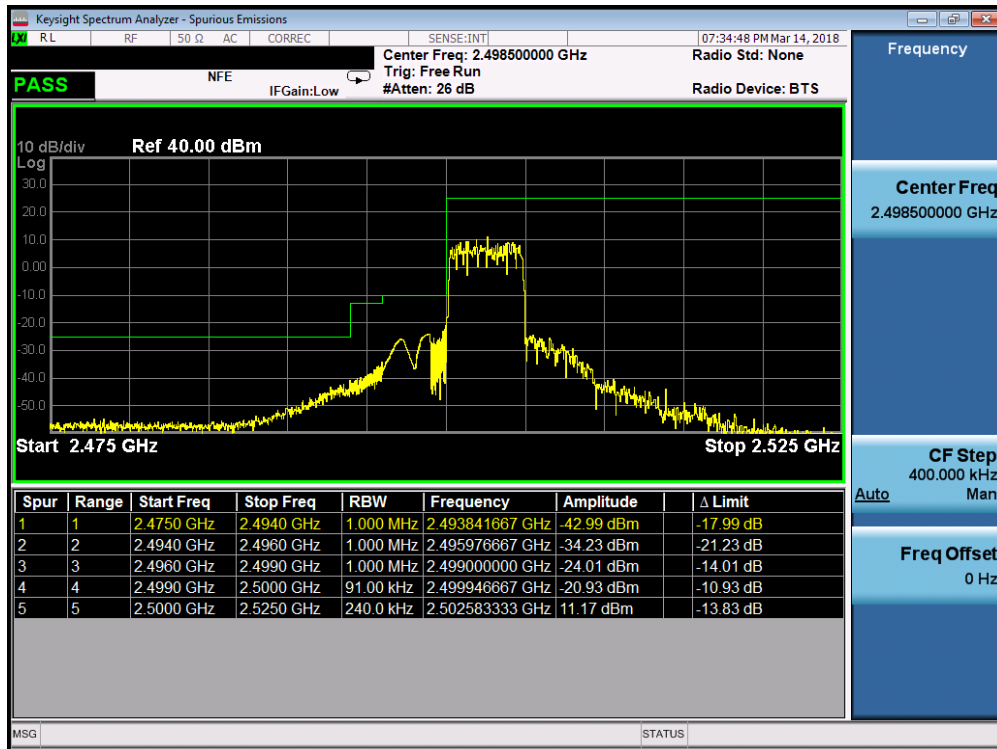 Keysight Spectrum Analyzer - Spurious Emissions
LXI RL RF 50 Ω AC CORREC SENSE:INT 07:34:48 PM Mar 14, 2018
Center Freq: 2.498500000 GHz Radio Std: None Frequency
PASS NFE Trig: Free Run
IFGain:Low #Atten: 26 dB Radio Device: BTS
10 dB/div Ref 40.00 dBm
Log
30.0
20.0
10.0
0.00
-10.0
-20.0
-30.0
-40.0
-50.0
Start 2.475 GHz Stop 2.525 GHz
Center Freq
2.498500000 GHz
CF Step
400.000 kHz
Auto Man
Freq Offset
0 Hz
Spur Range Start Freq Stop Freq RBW Frequency Amplitude Δ Limit
1 1 2.4750 GHz 2.4940 GHz 1.000 MHz 2.493841667 GHz -42.99 dBm -17.99 dB
2 2 2.4940 GHz 2.4960 GHz 1.000 MHz 2.495976667 GHz -34.23 dBm -21.23 dB
3 3 2.4960 GHz 2.4990 GHz 1.000 MHz 2.499000000 GHz -24.01 dBm -14.01 dB
4 4 2.4990 GHz 2.5000 GHz 91.00 kHz 2.499946667 GHz -20.93 dBm -10.93 dB
5 5 2.5000 GHz 2.5250 GHz 240.0 kHz 2.502583333 GHz 11.17 dBm -13.83 dB
MSG STATUS